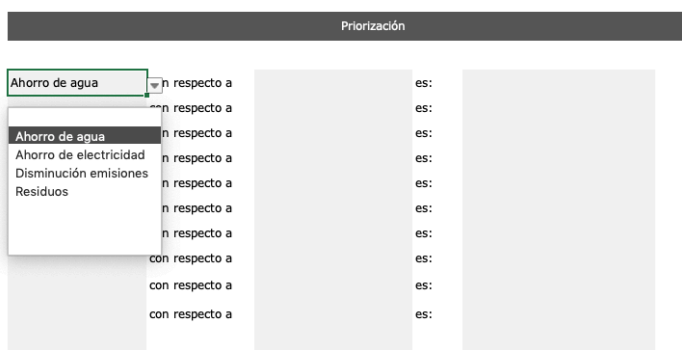 Priorización
Ahorro de agua n respecto a es:
con respecto a es:
Ahorro de agua n respecto a es:
Ahorro de electricidad n respecto a es:
Disminución emisiones n respecto a es:
Residuos n respecto a es:
n respecto a es:
con respecto a es:
con respecto a es:
con respecto a es: